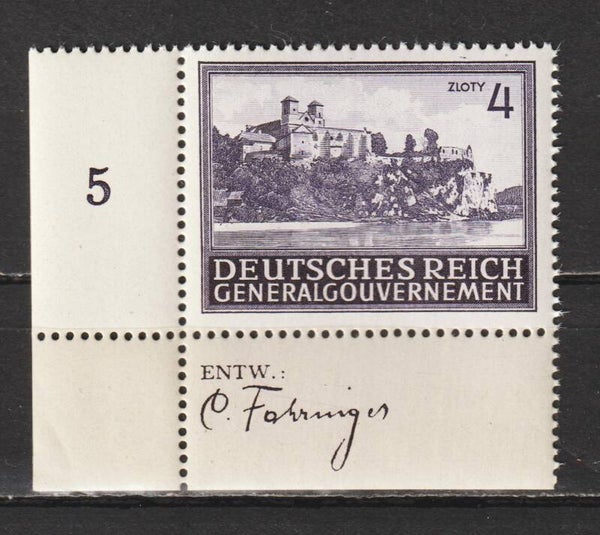 ZLOTY 4
5
DEUTSCHES REICH
GENERALGOUVERNEMENT
ENTW.:
C. Fahringer